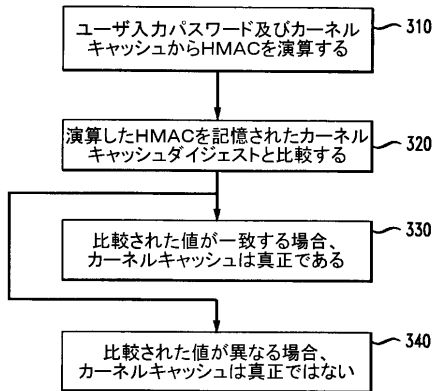 ユーザ入力パスワード及びカーネル
キャッシュからHMACを演算する
310
演算したHMACを記憶されたカーネル
キャッシュダイジェストと比較する
320
比較された値が一致する場合、
カーネルキャッシュは真正である
330
比較された値が異なる場合、
カーネルキャッシュは真正ではない
340